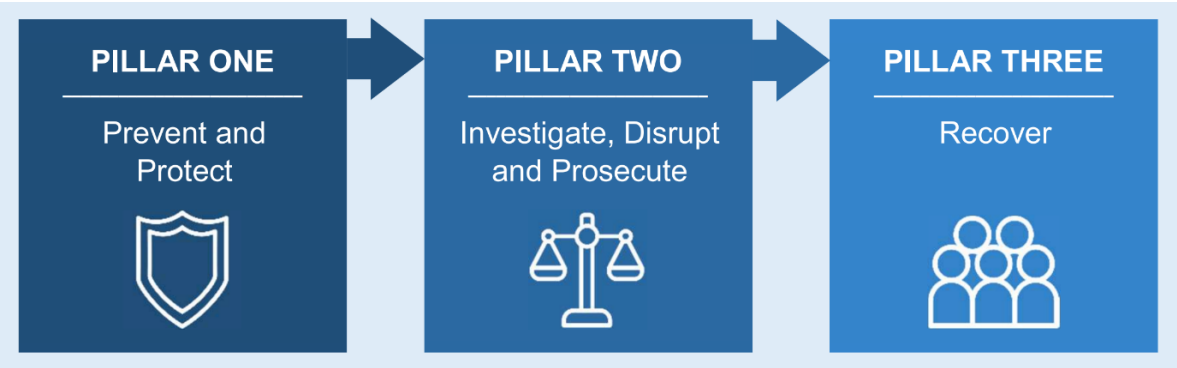 PILLAR ONE
Prevent and
Protect
PILLAR TWO
Investigate, Disrupt
and Prosecute
PILLAR THREE
Recover